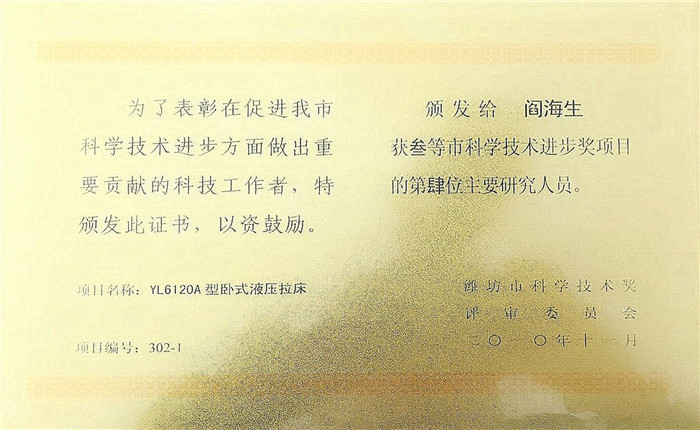 为了表彰在促进我市
科学技术进步方面做出重
要贡献的科技工作者，特
颁发此证书，以资鼓励。
项目名称：YL6120A 型卧式液压拉床
项目编号：302-1
颁发给 阎海生
获叁等市科学技术进步奖项目
的第肆位主要研究人员。
潍坊市科学技术奖
评审委员会
二〇一〇年十一月